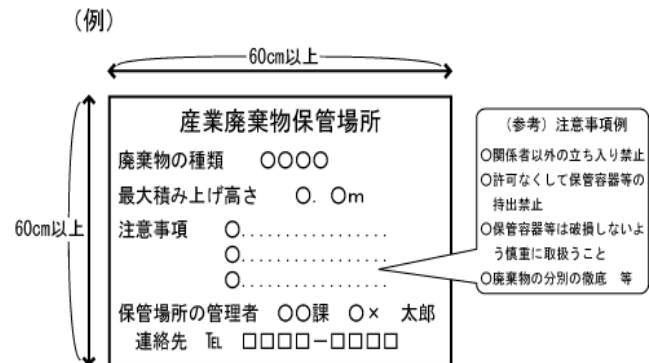 (例)
60cm以上
60cm以上
産業廃棄物保管場所
廃棄物の種類 〇〇〇〇
最大積み上げ高さ 〇. 〇m
注意事項 〇.................
〇.................
〇.................
保管場所の管理者 〇〇課 〇× 太郎
連絡先 ℡ □□□□-□□□□
(参考) 注意事項例
〇関係者以外の立ち入り禁止
〇許可なくして保管容器等の
持出禁止
〇保管容器等は破損しないよ
う慎重に取扱うこと
〇廃棄物の分別の徹底 等